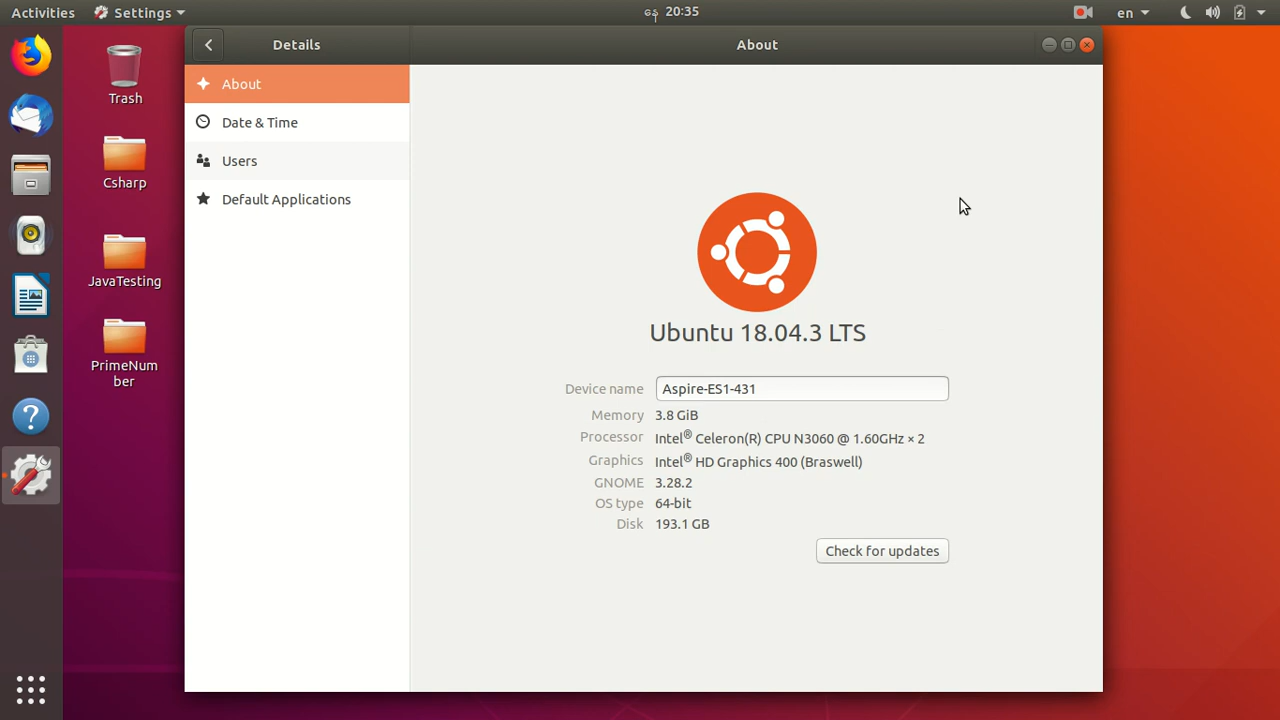 Activities
Settings
နေ 20:35
en
Trash
Csharp
JavaTesting
PrimeNum
ber
Details
About
About
Date & Time
Users
Default Applications
Ubuntu 18.04.3 LTS
Device name Aspire-ES1-431
Memory 3.8 GiB
Processor Intel® Celeron(R) CPU N3060 @ 1.60GHz × 2
Graphics Intel® HD Graphics 400 (Braswell)
GNOME 3.28.2
OS type 64-bit
Disk 193.1 GB
Check for updates